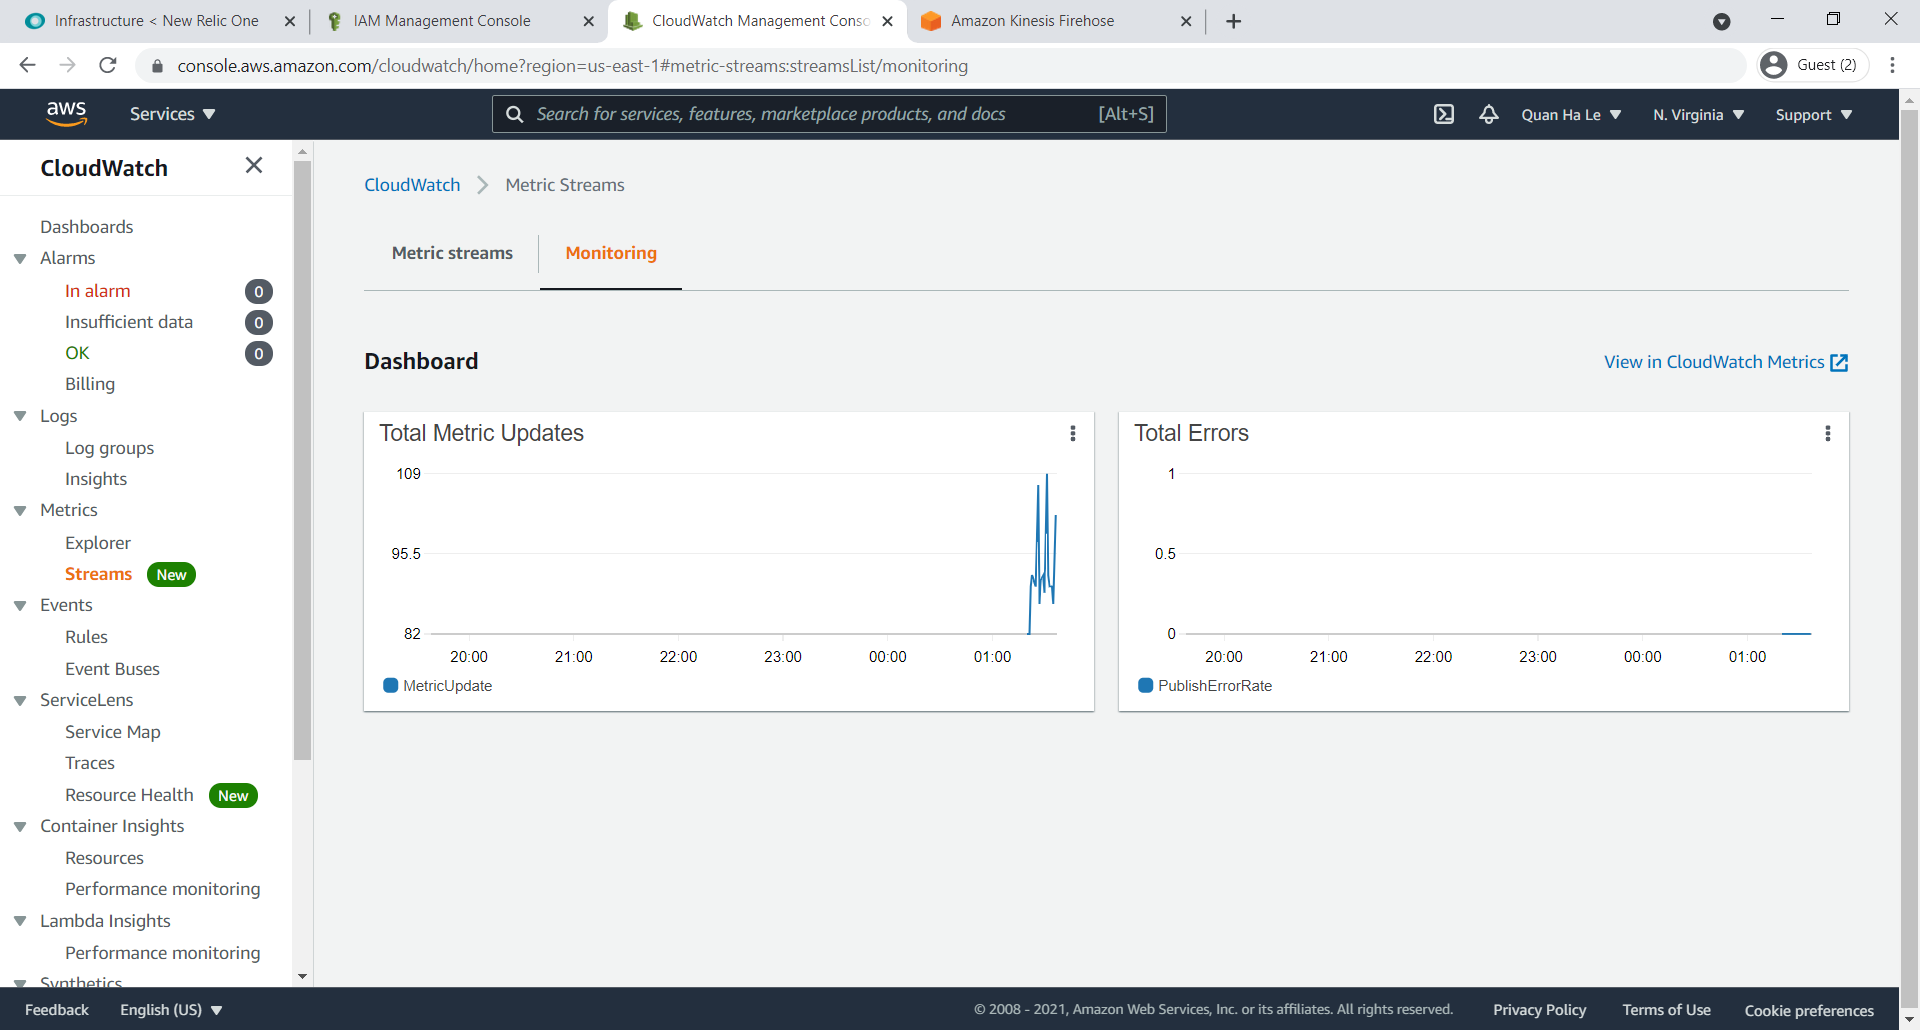 Infrastructure < New Relic One
IAM Management Console
CloudWatch Management Conso
Amazon Kinesis Firehose
console.aws.amazon.com/cloudwatch/home?region=us-east-1#metric-streams:streamsList/monitoring
Guest (2)
aws
Services
Search for services, features, marketplace products, and docs
[Alt+S]
Quan Ha Le
N. Virginia
Support
CloudWatch
Dashboards
Alarms
In alarm 0
Insufficient data 0
OK 0
Billing
Logs
Log groups
Insights
Metrics
Explorer
Streams New
Events
Rules
Event Buses
ServiceLens
Service Map
Traces
Resource Health New
Container Insights
Resources
Performance monitoring
Lambda Insights
Performance monitoring
Synthetics
CloudWatch
Metric Streams
Metric streams
Monitoring
Dashboard
View in CloudWatch Metrics
Total Metric Updates
109
95.5
82
20:00 21:00 22:00 23:00 00:00 01:00
MetricUpdate
Total Errors
1
0.5
0
20:00 21:00 22:00 23:00 00:00 01:00
PublishErrorRate
Feedback
English (US)
© 2008 - 2021, Amazon Web Services, Inc. or its affiliates. All rights reserved.
Privacy Policy
Terms of Use
Cookie preferences